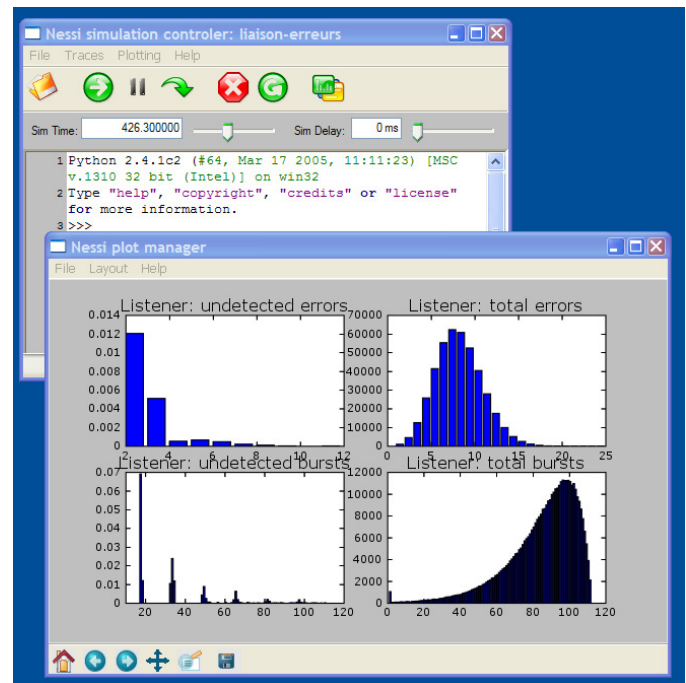 Nessi simulation controler: liaison-erreurs
File Traces Plotting Help
Sim Time: 426.300000 Sim Delay: 0 ms
1 Python 2.4.1c2 (#64, Mar 17 2005, 11:11:23) [MSC
v.1310 32 bit (Intel)] on win32
2 Type "help", "copyright", "credits" or "license"
for more information.
3 >>>
Nessi plot manager
File Layout Help
Listener: undetected errors
0.014
0.012
0.01
0.008
0.006
0.004
0.002
0
2 4 6 8 10 12
Listener: total errors
70000
60000
50000
40000
30000
20000
10000
0
0 5 10 15 20 25
Listener: undetected bursts
0.07
0.06
0.05
0.04
0.03
0.02
0.01
0
20 40 60 80 100 120
Listener: total bursts
12000
10000
8000
6000
4000
2000
0
0 20 40 60 80 100 120